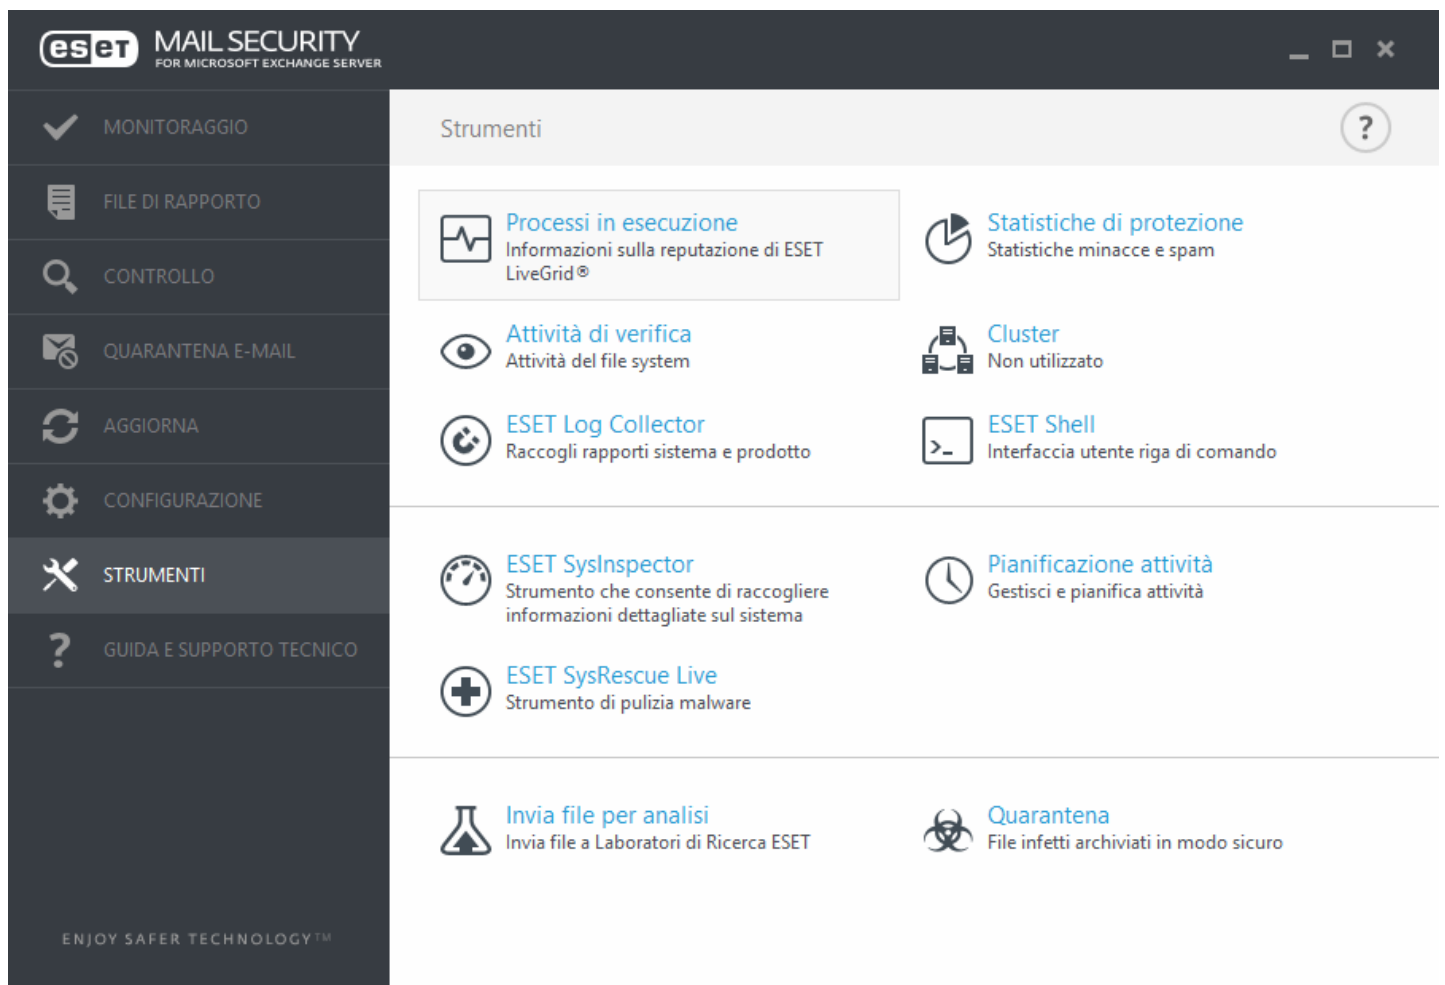 eset MAIL SECURITY
FOR MICROSOFT EXCHANGE SERVER
MONITORAGGIO
FILE DI RAPPORTO
CONTROLLO
QUARANTENA E-MAIL
AGGIORNA
CONFIGURAZIONE
STRUMENTI
GUIDA E SUPPORTO TECNICO
ENJOY SAFER TECHNOLOGY™
Strumenti
?
Processi in esecuzione
Informazioni sulla reputazione di ESET
LiveGrid®
Statistiche di protezione
Statistiche minacce e spam
Attività di verifica
Attività del file system
Cluster
Non utilizzato
ESET Log Collector
Raccogli rapporti sistema e prodotto
ESET Shell
Interfaccia utente riga di comando
ESET SysInspector
Strumento che consente di raccogliere
informazioni dettagliate sul sistema
Pianificazione attività
Gestisci e pianifica attività
ESET SysRescue Live
Strumento di pulizia malware
Invia file per analisi
Invia file a Laboratori di Ricerca ESET
Quarantena
File infetti archiviati in modo sicuro